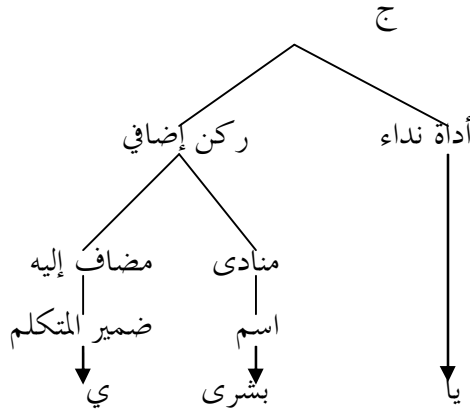 ج
أداة نداء ركن إضافي
منادى مضاف إليه
اسم ضمير المتكلم
يا بشرى ي